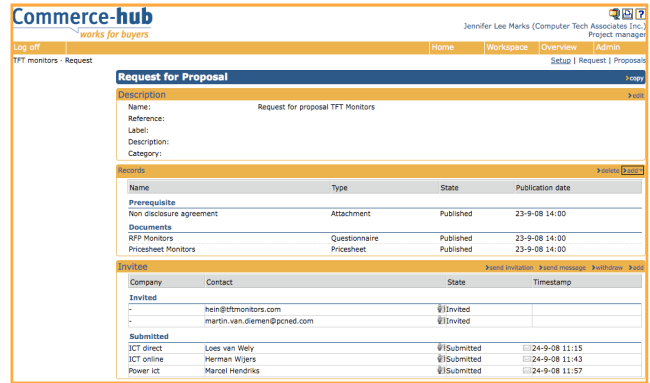 Commerce-hub
works for buyers
Jennifer Lee Marks (Computer Tech Associates Inc.)
Project manager
Log off Home Workspace Overview Admin
TFT monitors - Request Setup | Request | Proposals
Request for Proposal copy
Description edit
Name: Request for proposal TFT Monitors
Reference:
Label:
Description:
Category:
Records delete add
Name Type State Publication date
Prerequisite
Non disclosure agreement Attachment Published 23-9-08 14:00
Documents
RFP Monitors Questionnaire Published 23-9-08 14:00
Pricesheet Monitors Pricesheet Published 23-9-08 14:00
Invitee send invitation send message withdraw add
Company Contact State Timestamp
Invited
- hein@tftmonitors.com Invited
- martin.van.diemen@pcned.com Invited
Submitted
ICT direct Loes van Wely Submitted 24-9-08 11:15
ICT online Herman Wijers Submitted 24-9-08 11:43
Power ict Marcel Hendriks Submitted 24-9-08 11:57